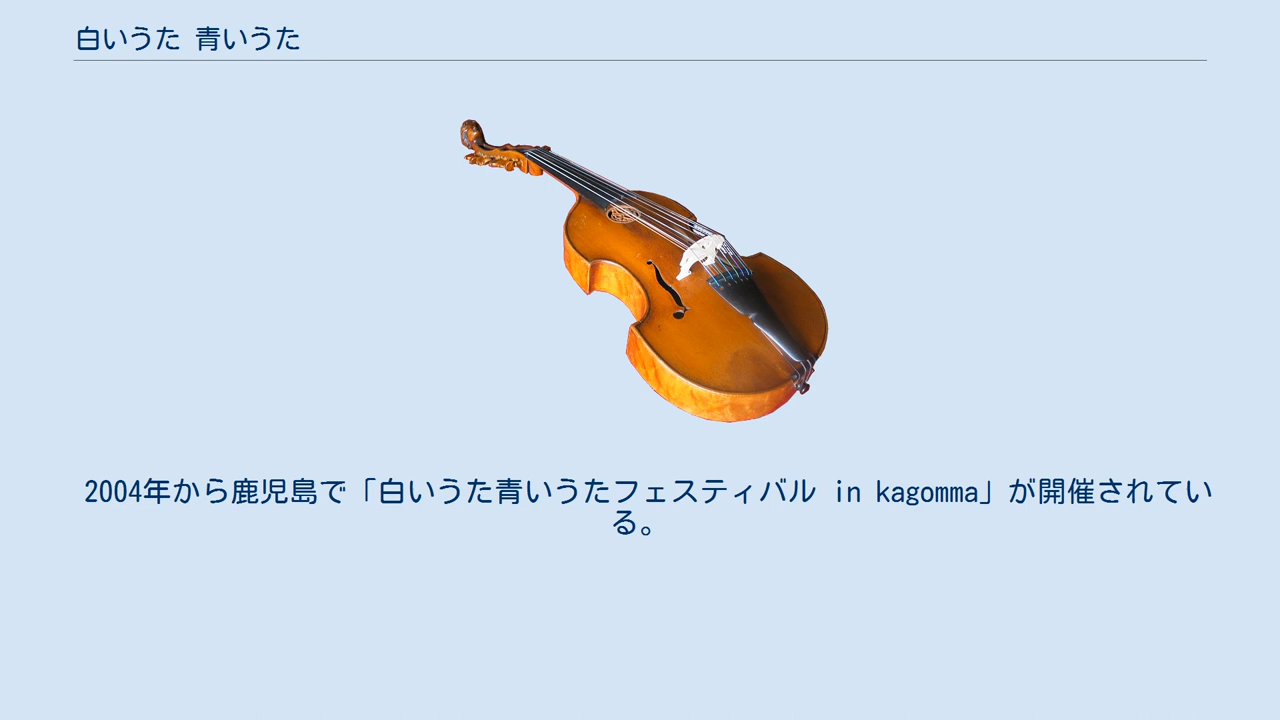 白いうた 青いうた
2004年から鹿児島で「白いうた青いうたフェスティバル in kagomma」が開催されてい
る。